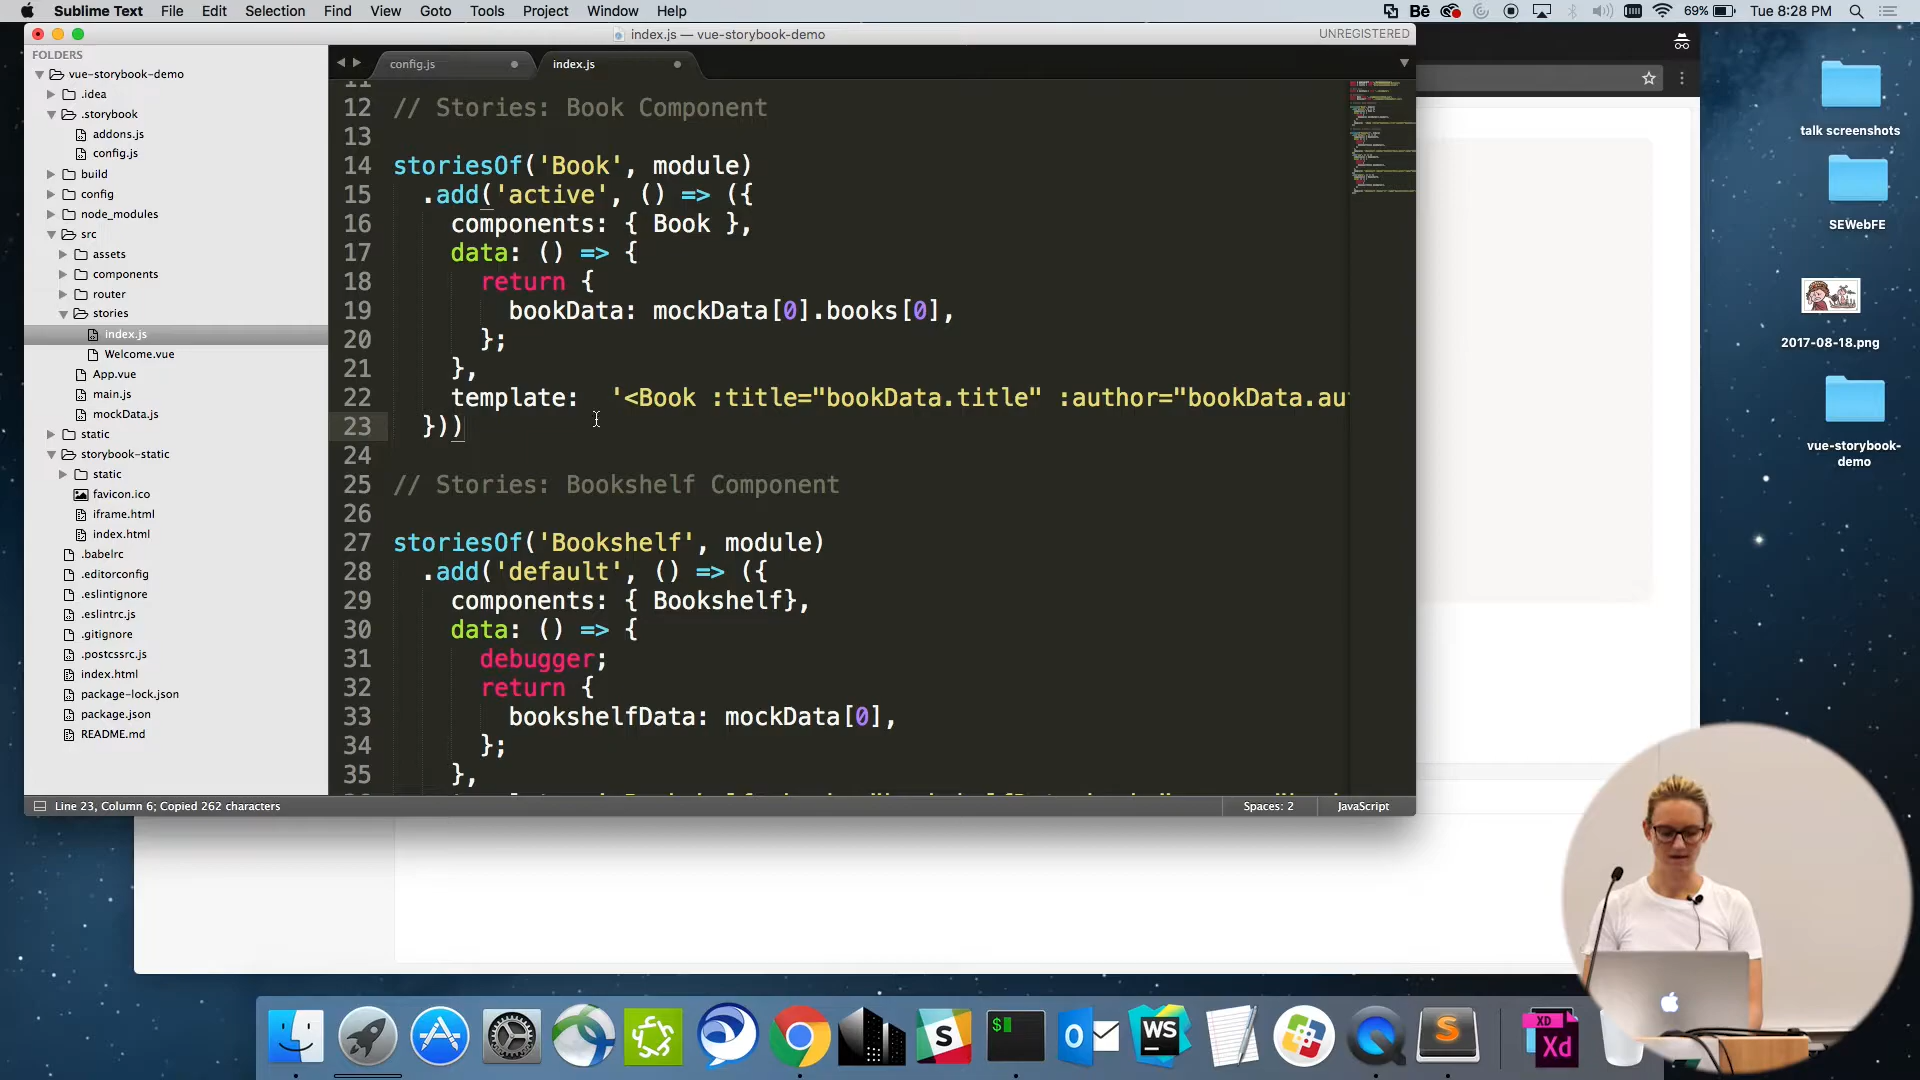 Sublime Text File Edit Selection Find View Goto Tools Project Window Help
Bē 69% Tue 8:28 PM
index.js — vue-storybook-demo
UNREGISTERED
FOLDERS
vue-storybook-demo
.idea
.storybook
addons.js
config.js
build
config
node_modules
src
assets
components
router
stories
index.js
Welcome.vue
App.vue
main.js
mockData.js
static
storybook-static
static
favicon.ico
iframe.html
index.html
.babelrc
.editorconfig
.eslintignore
.eslintrc.js
.gitignore
.postcssrc.js
index.html
package-lock.json
package.json
README.md
config.js
index.js
11
12 // Stories: Book Component
13
14 storiesOf('Book', module)
15 .add('active', () => ({
16 components: { Book },
17 data: () => {
18 return {
19 bookData: mockData[0].books[0],
20 };
21 },
22 template: '<Book :title="bookData.title" :author="bookData.au
23 }))
24
25 // Stories: Bookshelf Component
26
27 storiesOf('Bookshelf', module)
28 .add('default', () => ({
29 components: { Bookshelf},
30 data: () => {
31 debugger;
32 return {
33 bookshelfData: mockData[0],
34 };
35 },
Line 23, Column 6; Copied 262 characters
Spaces: 2
JavaScript
talk screenshots
SEWebFE
2017-08-18.png
vue-storybook-
demo
S
$
O
WS
S
XD
Xd